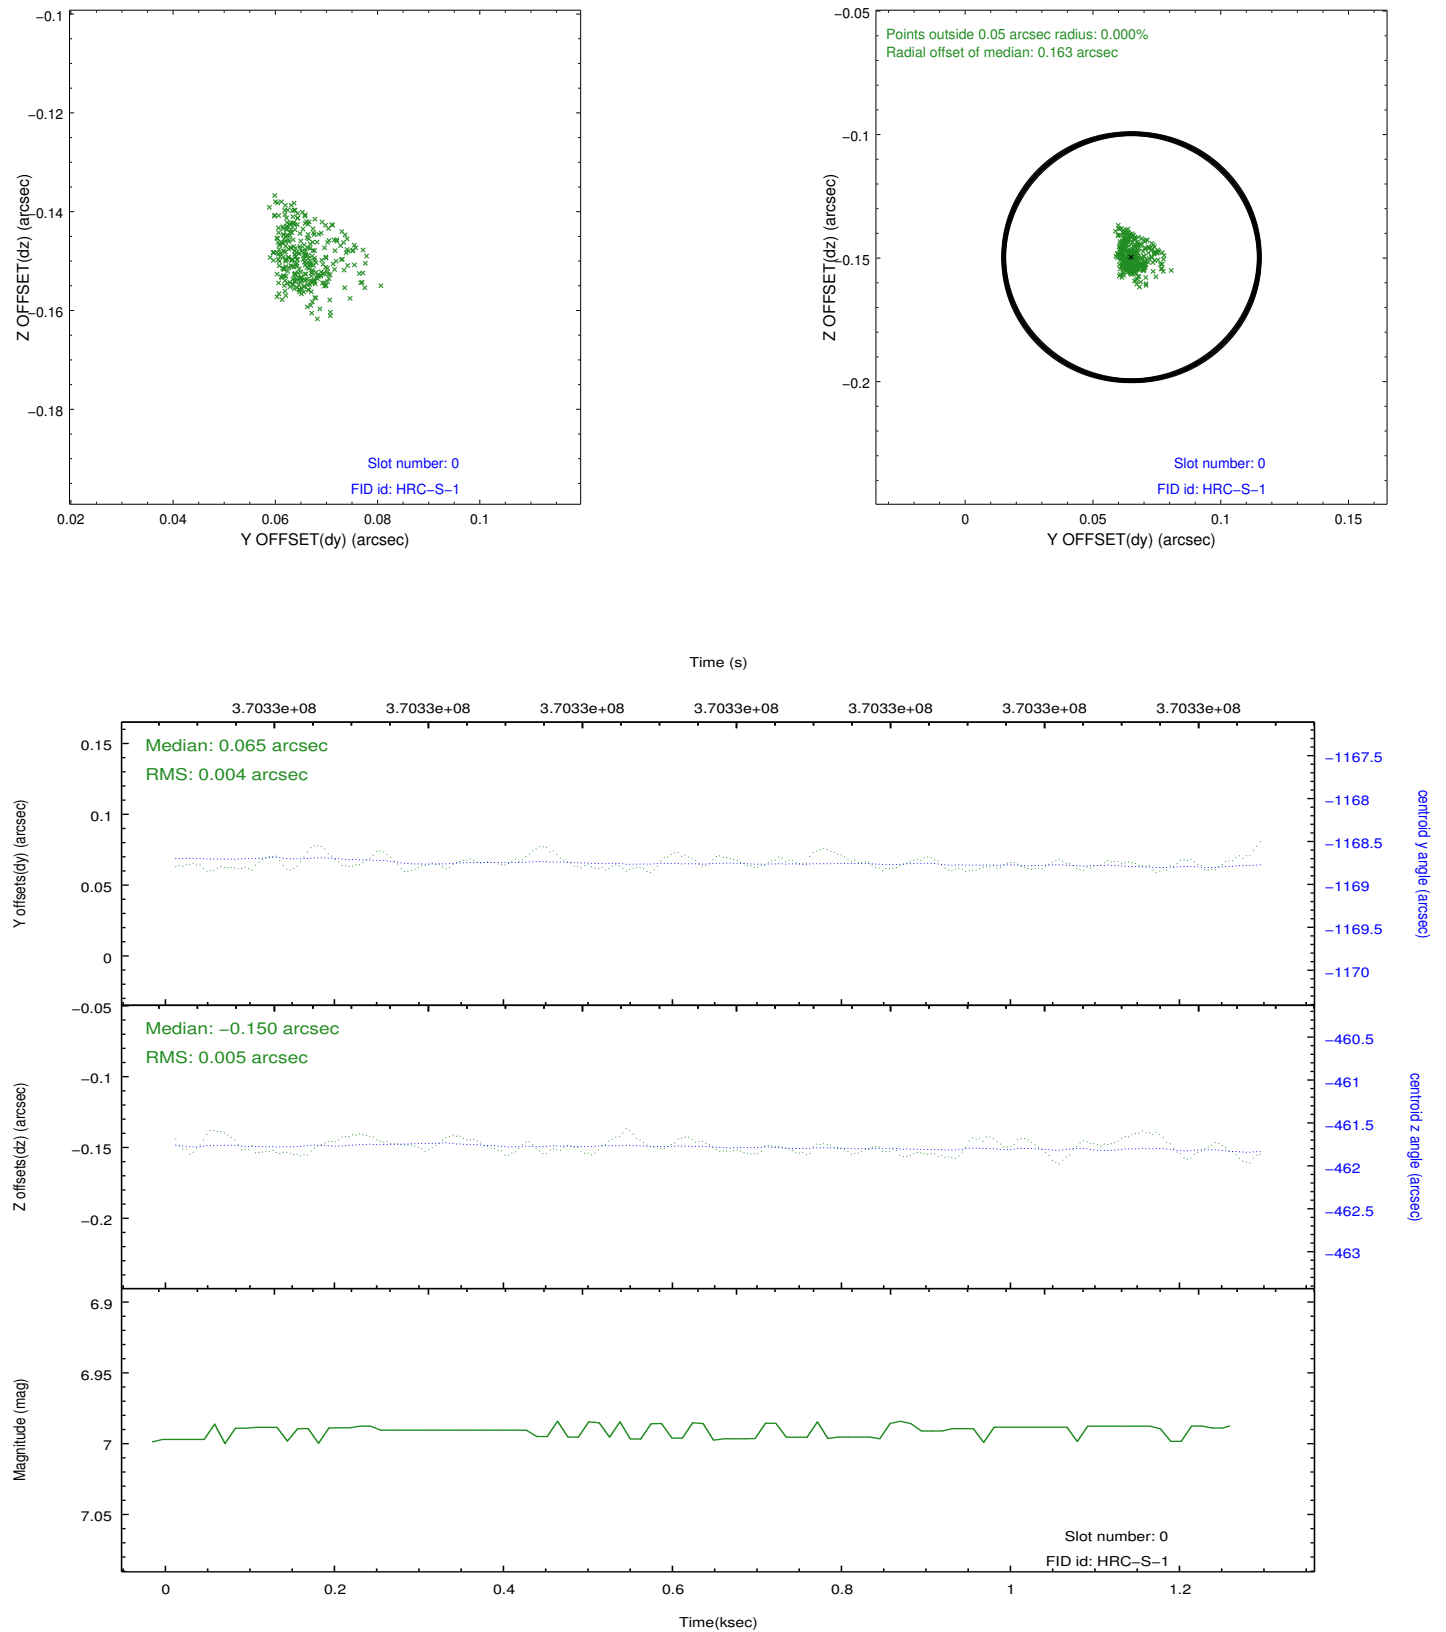 −0.1
−0.12
−0.14
−0.16
−0.18
Z OFFSET(dz) (arcsec)
Slot number: 0
FID id: HRC−S−1
0.02 0.04 0.06 0.08 0.1
Y OFFSET(dy) (arcsec)
−0.05
−0.1
−0.15
−0.2
Z OFFSET(dz) (arcsec)
Points outside 0.05 arcsec radius: 0.000%
Radial offset of median: 0.163 arcsec
Slot number: 0
FID id: HRC−S−1
0 0.05 0.1 0.15
Y OFFSET(dy) (arcsec)
Time (s)
3.7033e+08 3.7033e+08 3.7033e+08 3.7033e+08 3.7033e+08 3.7033e+08 3.7033e+08
Median: 0.065 arcsec
RMS: 0.004 arcsec
0.15
0.1
0.05
0
Y offsets(dy) (arcsec)
−1167.5
−1168
−1168.5
−1169
−1169.5
−1170
centroid y angle (arcsec)
Median: −0.150 arcsec
RMS: 0.005 arcsec
−0.05
−0.1
−0.15
−0.2
Z offsets(dz) (arcsec)
−460.5
−461
−461.5
−462
−462.5
−463
centroid z angle (arcsec)
6.9
6.95
7
7.05
Magnitude (mag)
Slot number: 0
FID id: HRC−S−1
0 0.2 0.4 0.6 0.8 1 1.2
Time(ksec)